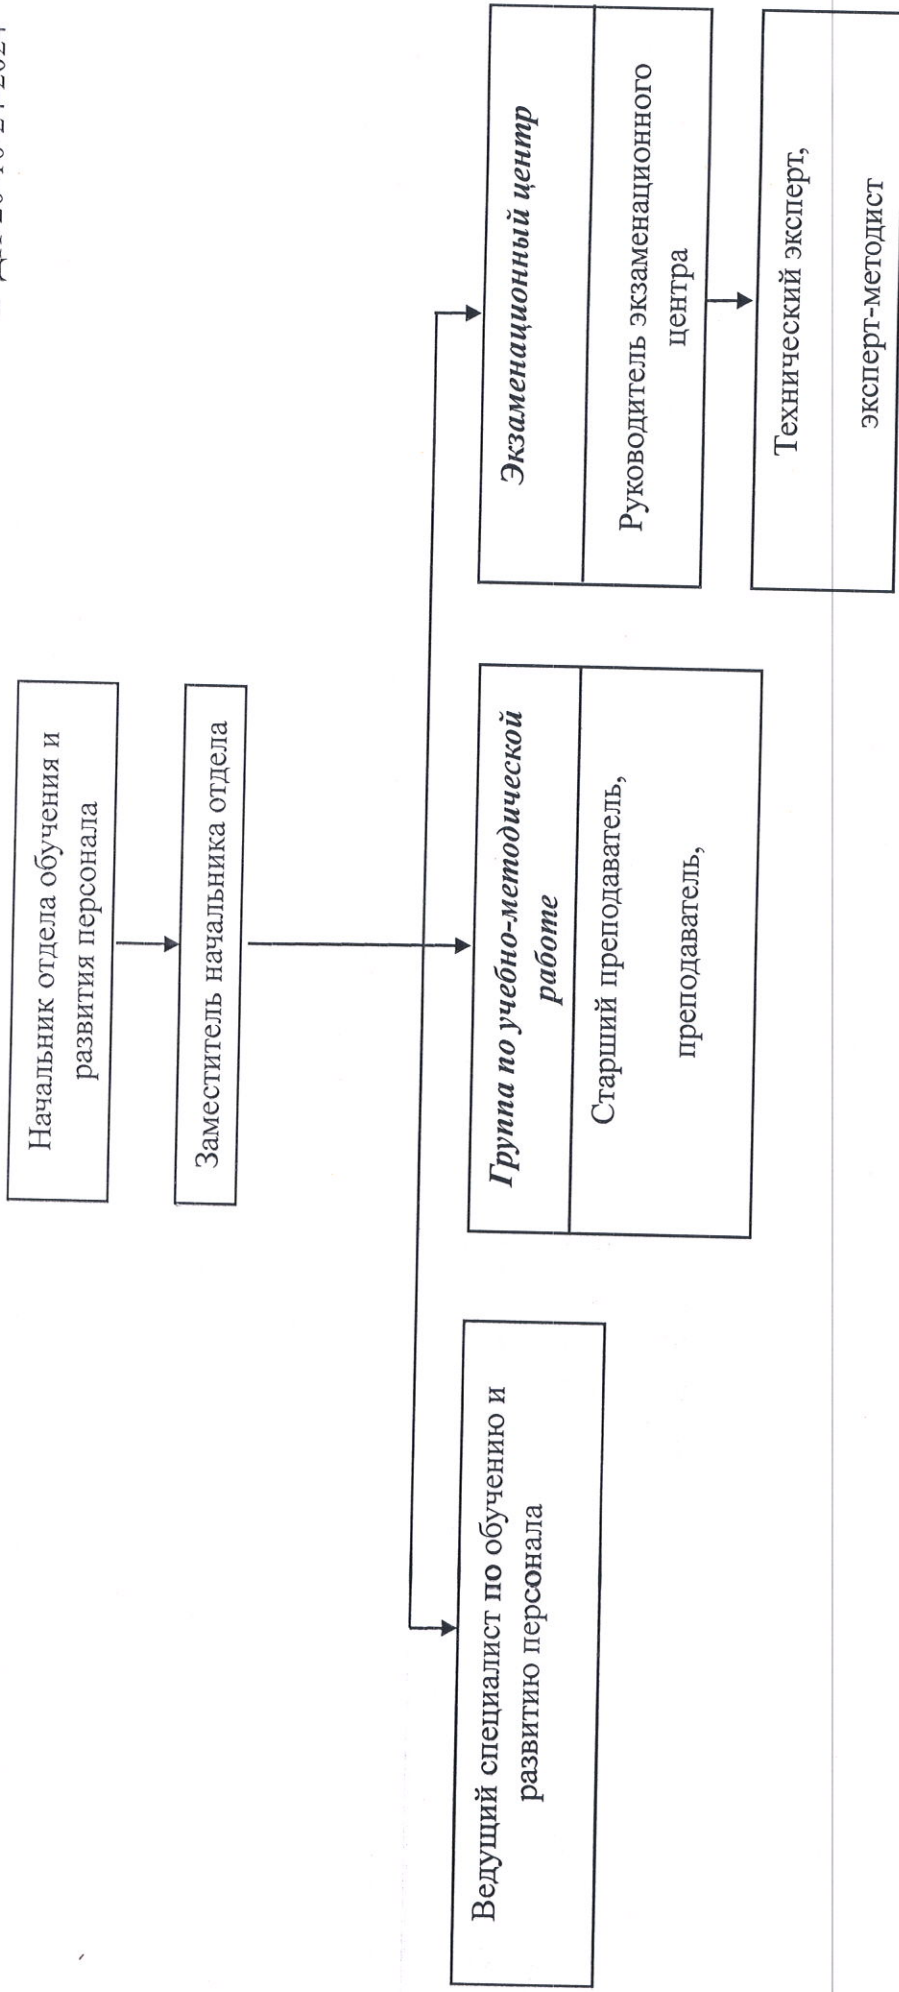 Начальник отдела обучения и
развития персонала
Заместитель начальника отдела
Ведущий специалист по обучению и
развитию персонала
Группа по учебно-методической
работе
Старший преподаватель,
преподаватель,
Экзаменационный центр
Руководитель экзаменационного
центра
Технический эксперт,
эксперт-методист